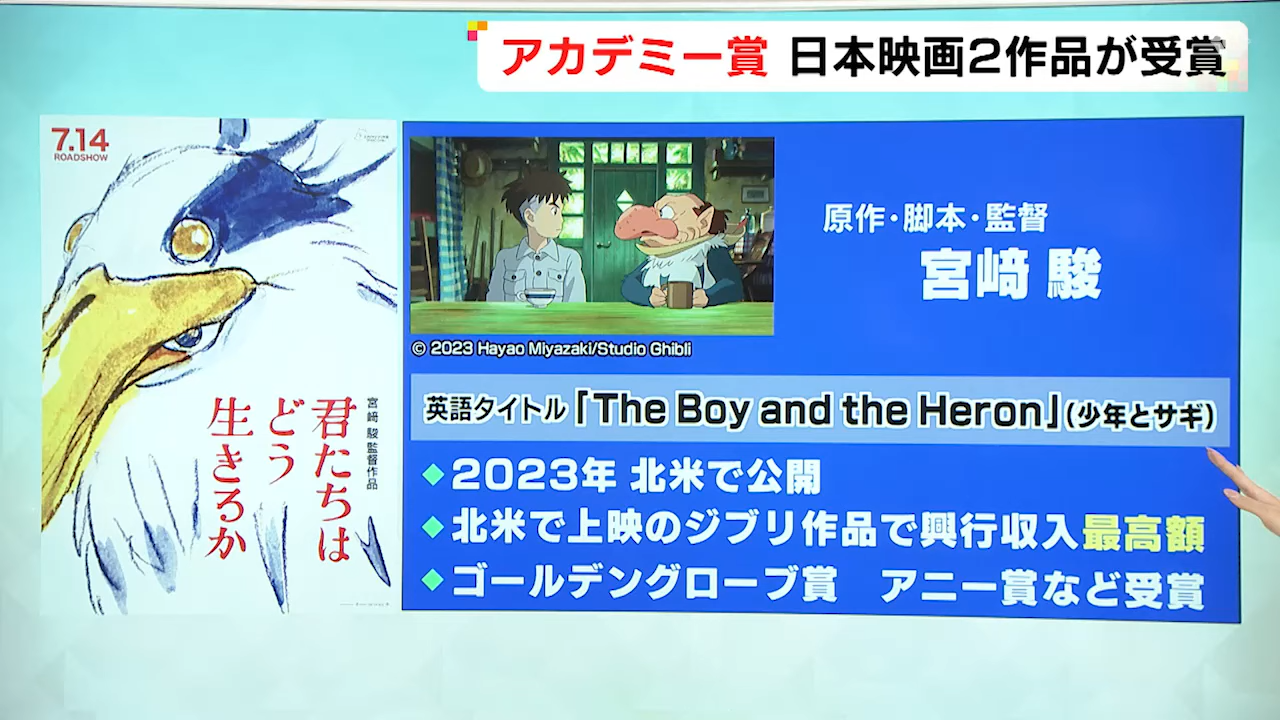 アカデミー賞 日本映画2作品が受賞
7.14
ROADSHOW
宮﨑 駿 監督作品
君たちは
どう
生きるか
© 2023 Hayao Miyazaki/Studio Ghibli
原作・脚本・監督
宮﨑 駿
英語タイトル「The Boy and the Heron」(少年とサギ)
◆2023年 北米で公開
◆北米で上映のジブリ作品で興行収入最高額
◆ゴールデングローブ賞　アニー賞など受賞